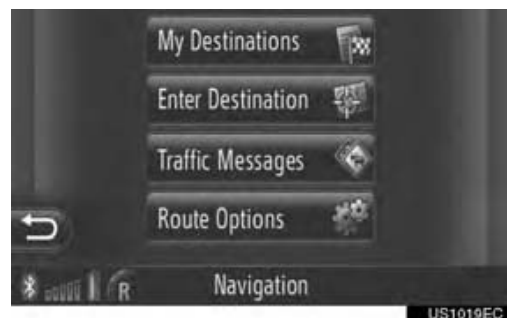 My Destinations
Enter Destination
Traffic Messages
Route Options
R Navigation
US1019EC